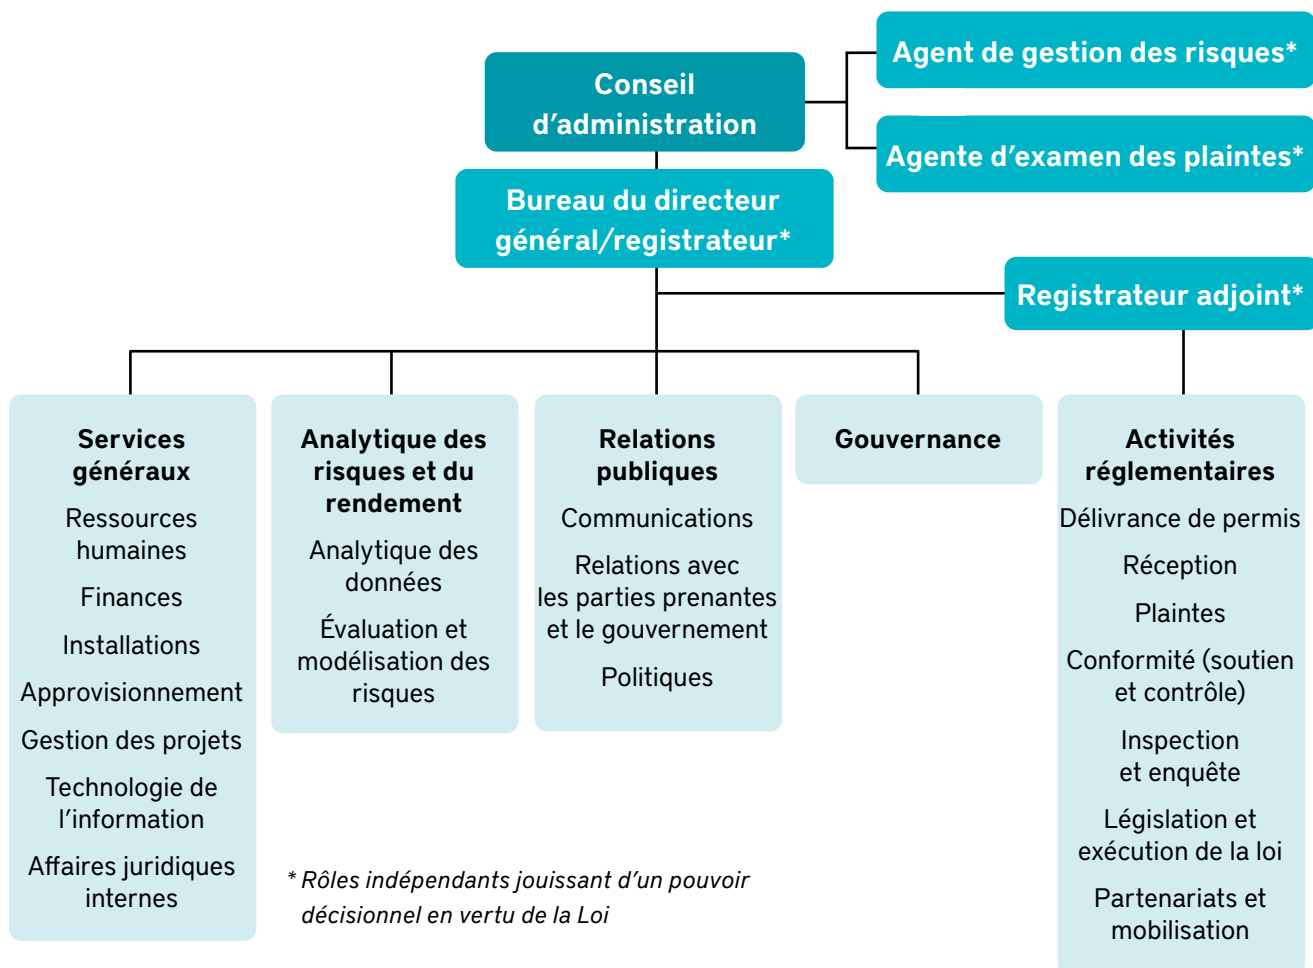 Conseil
d'administration
Agent de gestion des risques*
Agente d'examen des plaintes*
Bureau du directeur
général/registrateur*
Registrateur adjoint*
Services
généraux
Ressources
humaines
Finances
Installations
Approvisionnement
Gestion des projets
Technologie de
l'information
Affaires juridiques
internes
Analytique des
risques et du
rendement
Analytique des
données
Évaluation et
modélisation des
risques
Relations
publiques
Communications
Relations avec
les parties prenantes
et le gouvernement
Politiques
Gouvernance
Activités
réglementaires
Délivrance de permis
Réception
Plaintes
Conformité (soutien
et contrôle)
Inspection
et enquête
Législation et
exécution de la loi
Partenariats et
mobilisation
* Rôles indépendants jouissant d'un pouvoir
décisionnel en vertu de la Loi